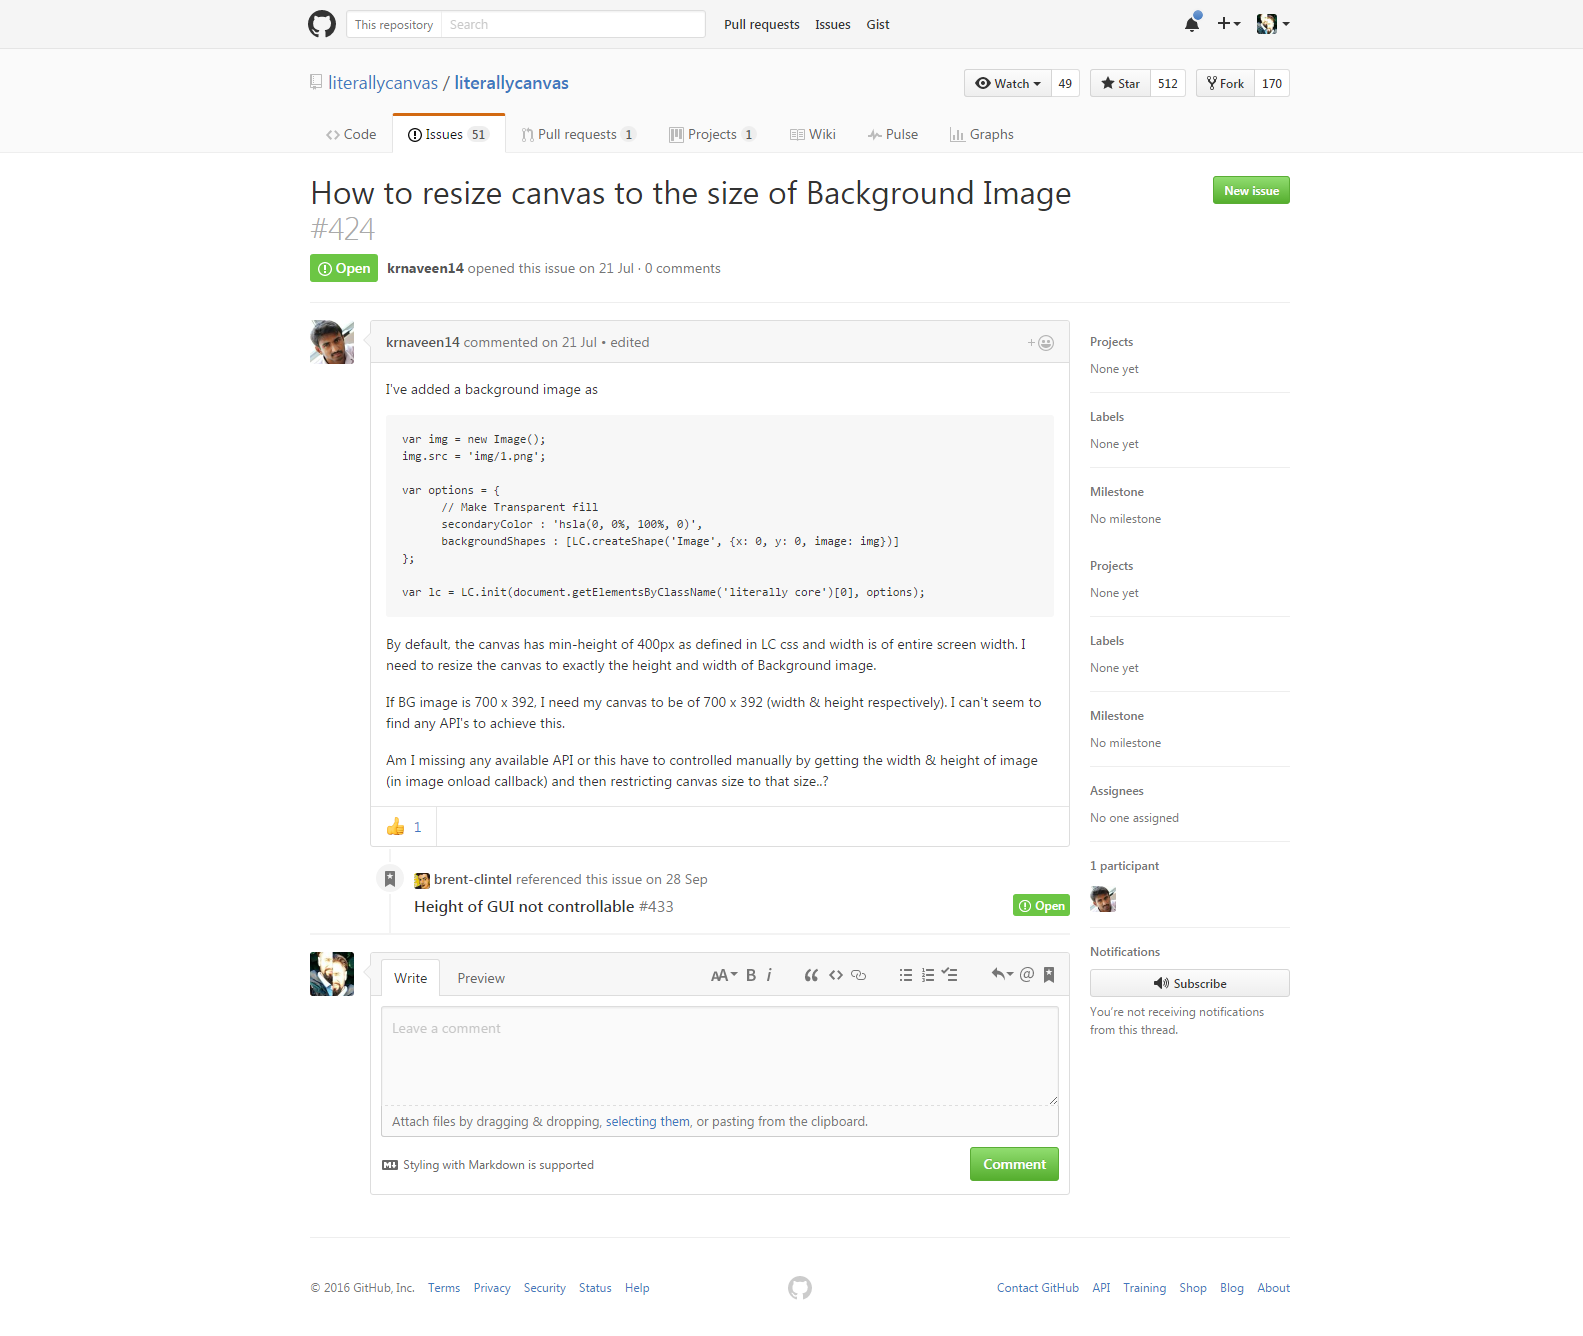 This repository Search Pull requests Issues Gist
literallycanvas / literallycanvas Watch 49 Star 512 Fork 170
Code Issues 51 Pull requests 1 Projects 1 Wiki Pulse Graphs
How to resize canvas to the size of Background Image New issue
#424
Open krnaveen14 opened this issue on 21 Jul · 0 comments
krnaveen14 commented on 21 Jul • edited
I've added a background image as
var img = new Image();
img.src = 'img/1.png';
var options = {
// Make Transparent fill
secondaryColor : 'hsla(0, 0%, 100%, 0)',
backgroundShapes : [LC.createShape('Image', {x: 0, y: 0, image: img})]
};
var lc = LC.init(document.getElementsByClassName('literally core')[0], options);
By default, the canvas has min-height of 400px as defined in LC css and width is of entire screen width. I
need to resize the canvas to exactly the height and width of Background image.
If BG image is 700 x 392, I need my canvas to be of 700 x 392 (width & height respectively). I can't seem to
find any API's to achieve this.
Am I missing any available API or this have to controlled manually by getting the width & height of image
(in image onload callback) and then restricting canvas size to that size..?
1
brent-clintel referenced this issue on 28 Sep
Height of GUI not controllable #433 Open
Write Preview AA B i
Leave a comment
Attach files by dragging & dropping, selecting them, or pasting from the clipboard.
Styling with Markdown is supported Comment
Projects
None yet
Labels
None yet
Milestone
No milestone
Projects
None yet
Labels
None yet
Milestone
No milestone
Assignees
No one assigned
1 participant
Notifications
Subscribe
You're not receiving notifications
from this thread.
© 2016 GitHub, Inc. Terms Privacy Security Status Help Contact GitHub API Training Shop Blog About